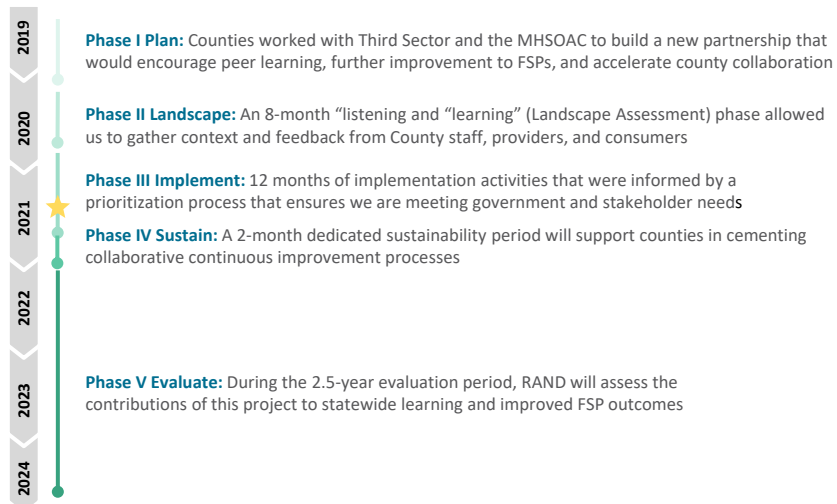 2019
Phase I Plan: Counties worked with Third Sector and the MHSOAC to build a new partnership that
would encourage peer learning, further improvement to FSPs, and accelerate county collaboration
2020
Phase II Landscape: An 8-month “listening and “learning” (Landscape Assessment) phase allowed
us to gather context and feedback from County staff, providers, and consumers
2021
Phase III Implement: 12 months of implementation activities that were informed by a
prioritization process that ensures we are meeting government and stakeholder needs
Phase IV Sustain: A 2-month dedicated sustainability period will support counties in cementing
collaborative continuous improvement processes
2022
2023
Phase V Evaluate: During the 2.5-year evaluation period, RAND will assess the
contributions of this project to statewide learning and improved FSP outcomes
2024